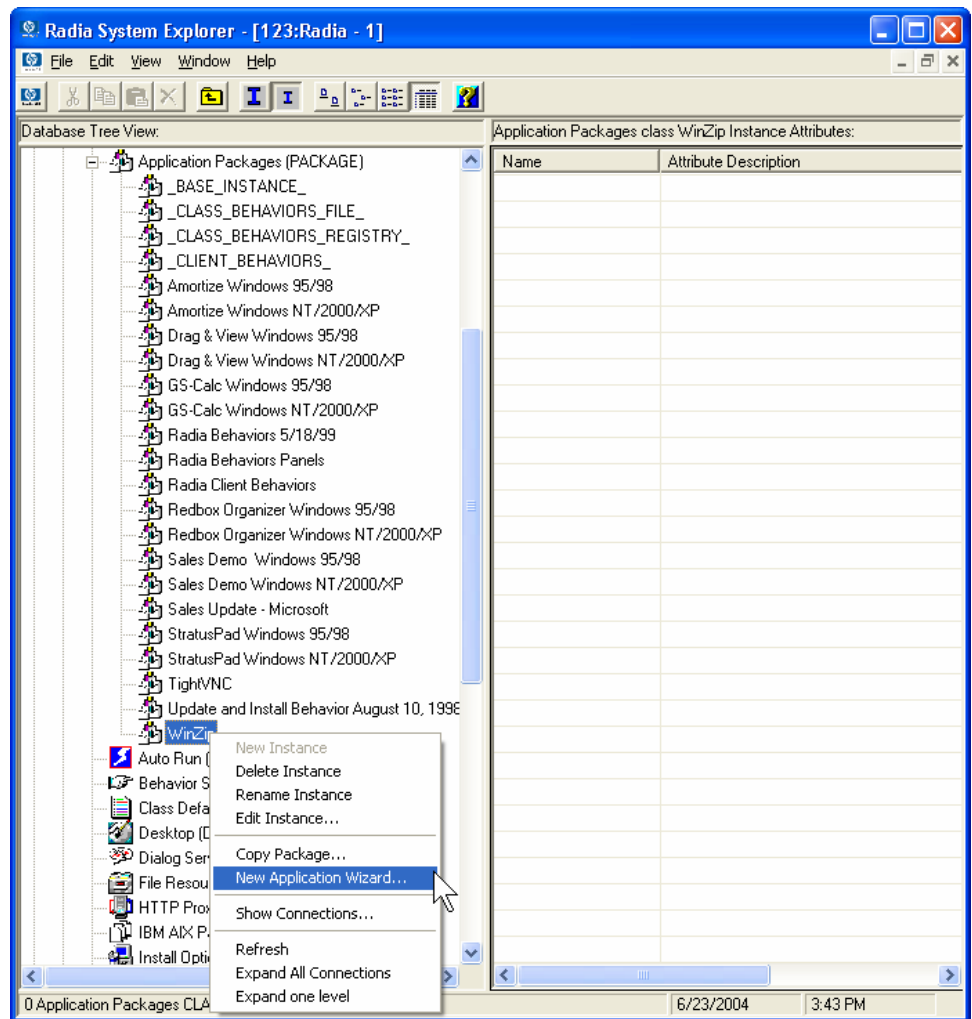 Radia System Explorer - [123:Radia - 1]
File Edit View Window Help
Database Tree View:
Application Packages class WinZip Instance Attributes:
Name Attribute Description
Application Packages (PACKAGE)
_BASE_INSTANCE_
_CLASS_BEHAVIORS_FILE_
_CLASS_BEHAVIORS_REGISTRY_
_CLIENT_BEHAVIORS_
Amortize Windows 95/98
Amortize Windows NT/2000/XP
Drag & View Windows 95/98
Drag & View Windows NT/2000/XP
GS-Calc Windows 95/98
GS-Calc Windows NT/2000/XP
Radia Behaviors 5/18/99
Radia Behaviors Panels
Radia Client Behaviors
Redbox Organizer Windows 95/98
Redbox Organizer Windows NT/2000/XP
Sales Demo Windows 95/98
Sales Demo Windows NT/2000/XP
Sales Update - Microsoft
StratusPad Windows 95/98
StratusPad Windows NT/2000/XP
TightVNC
Update and Install Behavior August 10, 1998
WinZip
Auto Run (
Behavior S
Class Defa
Desktop (D
Dialog Ser
File Resou
HTTP Prox
IBM AIX P
Install Opti
New Instance
Delete Instance
Rename Instance
Edit Instance...
Copy Package...
New Application Wizard...
Show Connections...
Refresh
Expand All Connections
Expand one level
0 Application Packages CLA
6/23/2004 3:43 PM